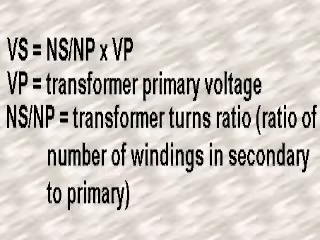 VS = NS/NP x VP
VP = transformer primary voltage
NS/NP = transformer turns ratio (ratio of
number of windings in secondary
to primary)